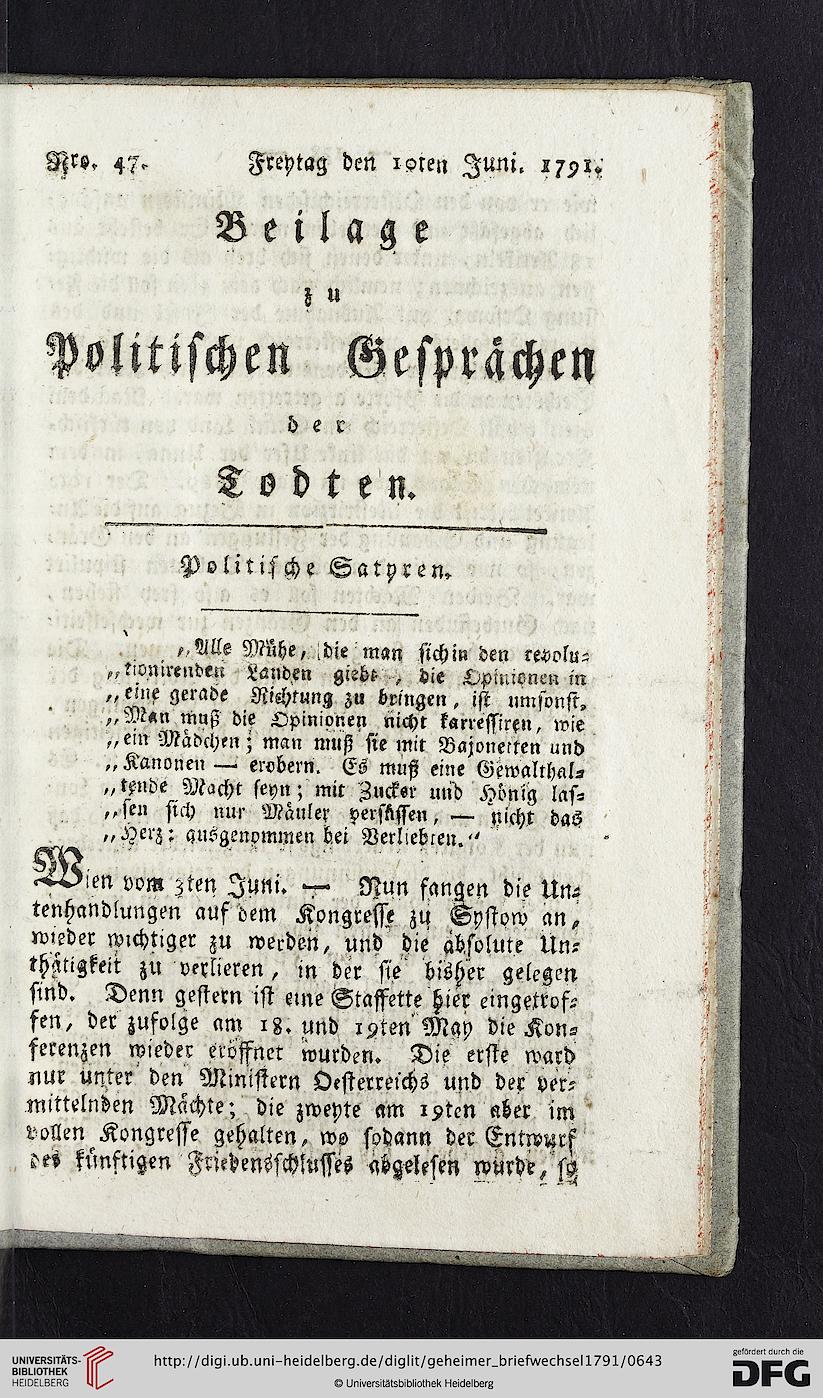 Nro. 47. Freytag den 10ten Juni. 1791.
Beilage
zu
Politischen Gesprächen
der
Todten.
Politische Satyren.
„Alle Mühe, die man sich in den revolu-
„tionirenden Landen giebt, die Opinionen in
„eine gerade Richtung zu bringen, ist umsonst.
„Man muß die Opinionen nicht karressiren, wie
„ein Mädchen; man muß sie mit Bajonetten und
„Kanonen — erobern. Es muß eine Gewalthal-
„tende Macht seyn; mit Zucker und Hönig las-
„sen sich nur Mäuler versüssen, — nicht das
„Herz: ausgenommen bei Verliebten.“
Wien vom 3ten Juni. — Nun fangen die Un-
tenhandlungen auf dem Kongresse zu Systow an,
wieder wichtiger zu werden, und die absolute Un-
thätigkeit zu verlieren, in der sie bisher gelegen
sind. Denn gestern ist eine Staffette hier eingetrof-
fen, der zufolge am 18. und 19ten May die Kon-
ferenzen wieder eröffnet wurden. Die erste ward
nur unter den Ministern Oesterreichs und der ver-
mittelnden Mächte; die zweyte am 19ten aber im
vollen Kongresse gehalten, wo sodann der Entwurf
des künftigen Friedensschlusses abgelesen wurde, so
UNIVERSITÄTS-
BIBLIOTHEK
HEIDELBERG
http://digi.ub.uni-heidelberg.de/diglit/geheimer_briefwechsel1791/0643
© Universitätsbibliothek Heidelberg
gefördert durch die
DFG